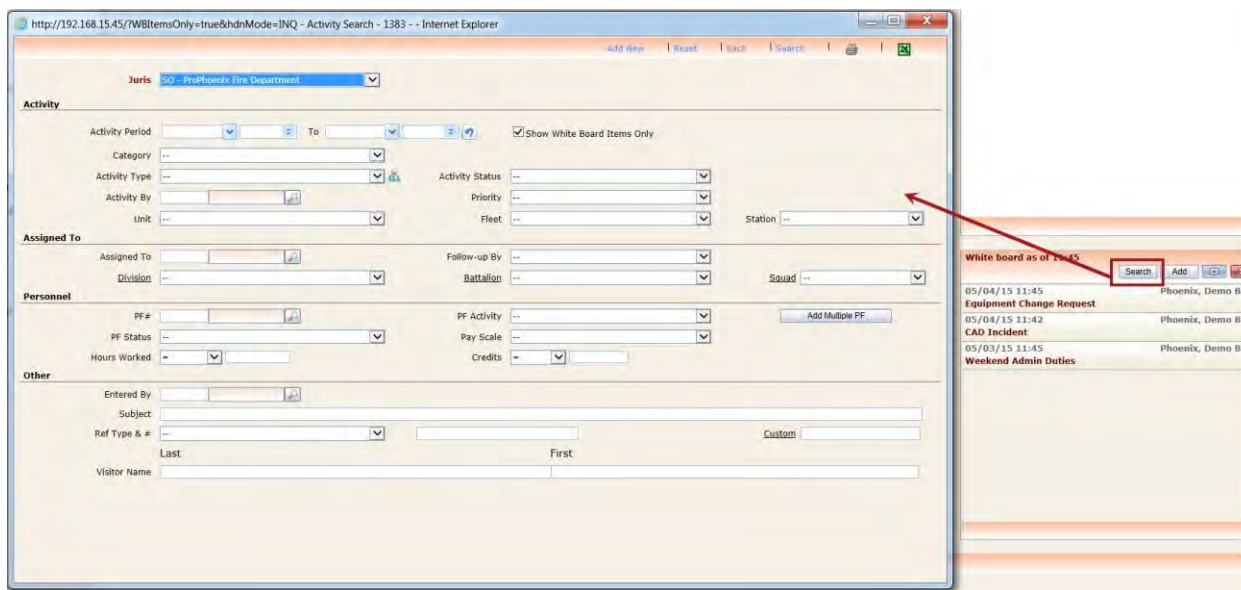 http://192.168.15.45/?WBItemsOnly=true&hdnMode=INQ - Activity Search - 1383 - - Internet Explorer
Add New | Reset | Back | Search | |
Juris SO - ProPhoenix Fire Department
Activity
Activity Period To Show White Board Items Only
Category --
Activity Type -- Activity Status --
Activity By Priority --
Unit -- Fleet -- Station --
Assigned To
Assigned To Follow-up By --
Division -- Battalion -- Squad --
Personnel
PF# PF Activity -- Add Multiple PF
PF Status -- Pay Scale --
Hours Worked = Credits =
Other
Entered By
Subject
Ref Type & # -- Custom
Last First
Visitor Name
White board as of 11:45
Search Add
05/04/15 11:45 Phoenix, Demo B
Equipment Change Request
05/04/15 11:42 Phoenix, Demo B
CAD Incident
05/03/15 11:45 Phoenix, Demo B
Weekend Admin Duties